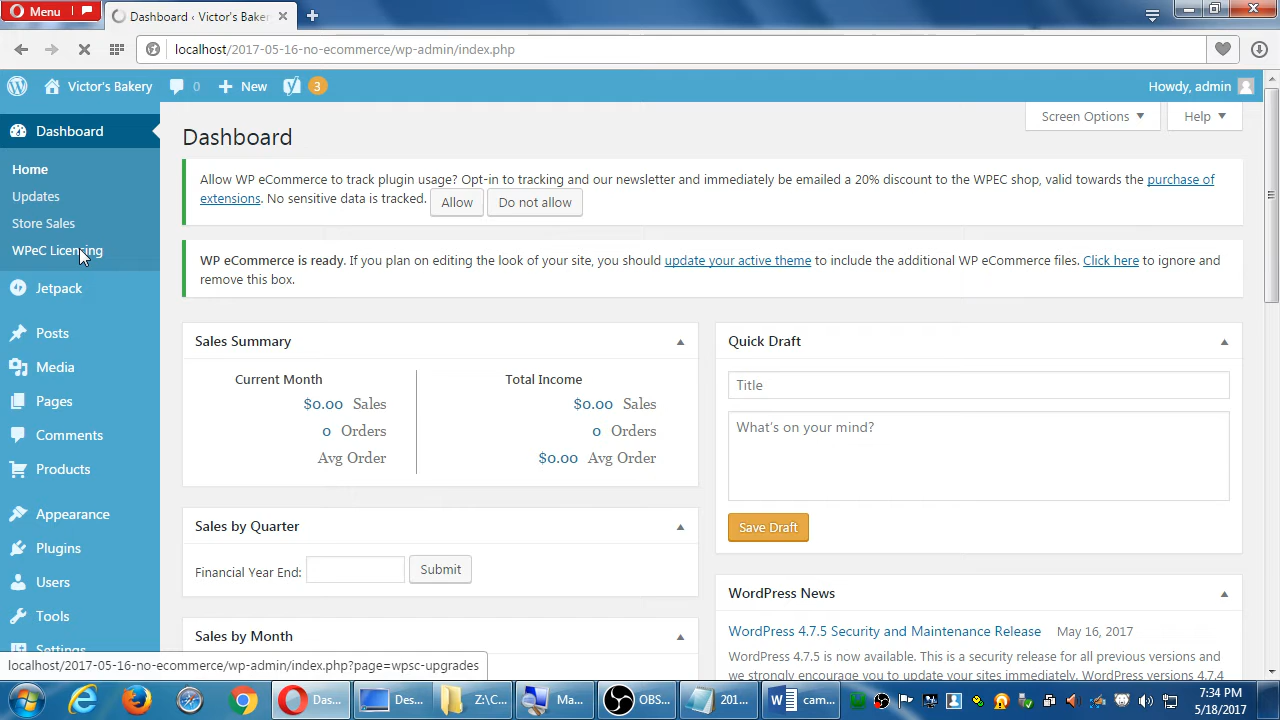 Menu
Dashboard ‹ Victor's Baker
localhost/2017-05-16-no-ecommerce/wp-admin/index.php
Victor's Bakery
0
New
3
Howdy, admin
Dashboard
Home
Updates
Store Sales
WPeC Licensing
Jetpack
Posts
Media
Pages
Comments
Products
Appearance
Plugins
Users
Tools
Settings
Screen Options
Help
Dashboard
Allow WP eCommerce to track plugin usage? Opt-in to tracking and our newsletter and immediately be emailed a 20% discount to the WPEC shop, valid towards the purchase of
extensions. No sensitive data is tracked. Allow Do not allow
WP eCommerce is ready. If you plan on editing the look of your site, you should update your active theme to include the additional WP eCommerce files. Click here to ignore and
remove this box.
Sales Summary
Current Month
$0.00 Sales
0 Orders
Avg Order
Total Income
$0.00 Sales
0 Orders
$0.00 Avg Order
Sales by Quarter
Financial Year End:
Submit
Sales by Month
Quick Draft
Title
What's on your mind?
Save Draft
WordPress News
WordPress 4.7.5 Security and Maintenance Release May 16, 2017
WordPress 4.7.5 is now available. This is a security release for all previous versions and
we strongly encourage you to update your sites immediately. WordPress versions 4.7.4
localhost/2017-05-16-no-ecommerce/wp-admin/index.php?page=wpsc-upgrades
Das...
Des...
Z:\C...
Ma...
OBS...
201...
cam...
7:34 PM
5/18/2017